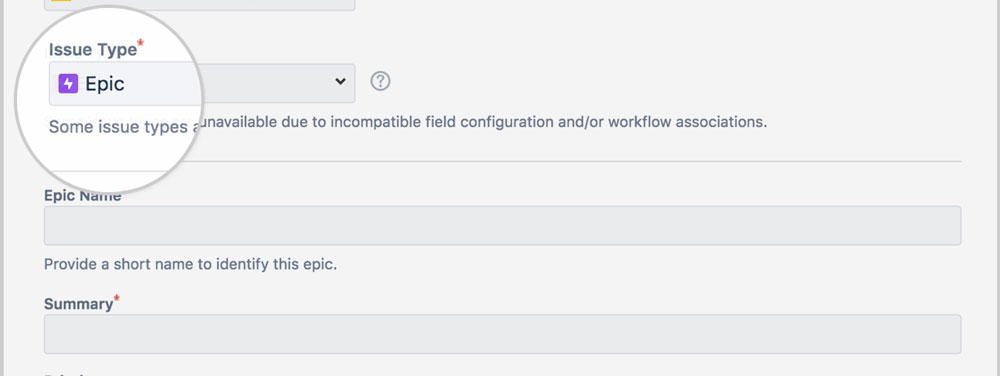 Issue Type*
Epic
Some issue types a unavailable due to incompatible field configuration and/or workflow associations.
Epic Name
Provide a short name to identify this epic.
Summary*